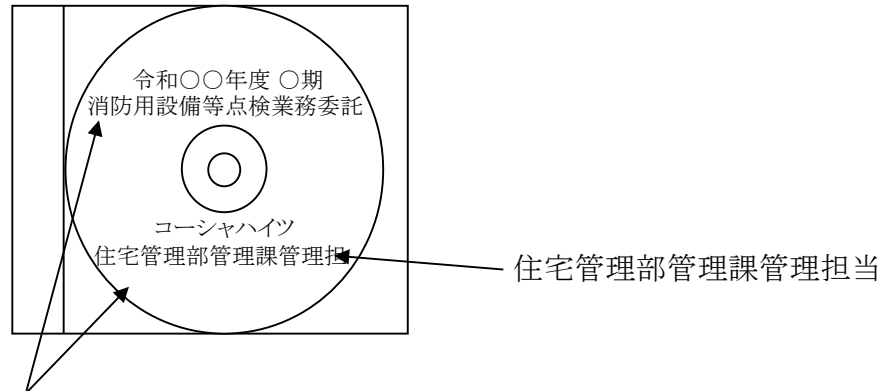 令和○○年度 ○期
消防用設備等点検業務委託
コーシャハイツ
住宅管理部管理課管理担
住宅管理部管理課管理担当